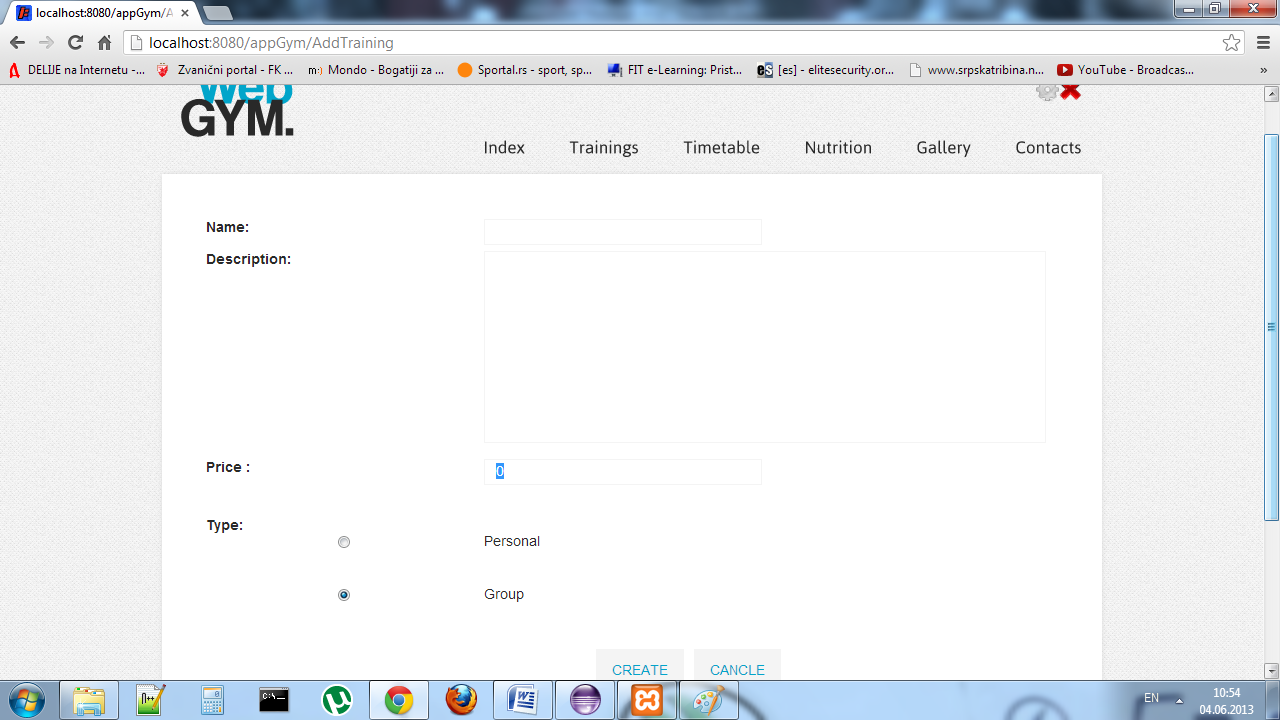 localhost:8080/appGym/A
localhost:8080/appGym/AddTraining
DELIJE na Internetu -... Zvanični portal - FK ... m:) Mondo - Bogatiji za ... Sportal.rs - sport, sp... FIT e-Learning: Prist... es [es] - elitesecurity.or... www.srpskatribina.n... YouTube - Broadcas... »
Web
GYM.
Index Trainings Timetable Nutrition Gallery Contacts
Name:
Description:
Price : 0
Type:
Personal
Group
CREATE CANCLE
EN 10:54
04.06.2013